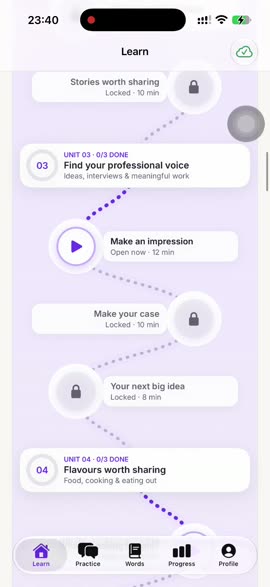 23:40
Learn
Stories worth sharing
Locked · 10 min
03
UNIT 03 · 0/3 DONE
Find your professional voice
Ideas, interviews & meaningful work
Make an impression
Open now · 12 min
Make your case
Locked · 10 min
Your next big idea
Locked · 8 min
04
UNIT 04 · 0/3 DONE
Flavours worth sharing
Food, cooking & eating out
Learn
Practice
Words
Progress
Profile